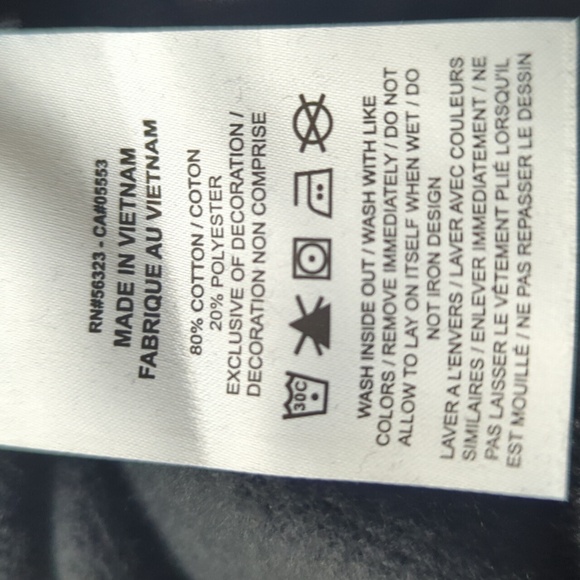 RN#56323 - CA#05553
MADE IN VIETNAM
FABRIQUE AU VIETNAM
80% COTTON / COTON
20% POLYESTER
EXCLUSIVE OF DECORATION /
DECORATION NON COMPRISE
30C
WASH INSIDE OUT / WASH WITH LIKE
COLORS / REMOVE IMMEDIATELY / DO NOT
ALLOW TO LAY ON ITSELF WHEN WET / DO
NOT IRON DESIGN
LAVER A L'ENVERS / LAVER AVEC COULEURS
SIMILAIRES / ENLEVER IMMEDIATEMENT / NE
PAS LAISSER LE VÊTEMENT PLIÉ LORSQU'IL
EST MOUILLÉ / NE PAS REPASSER LE DESSIN